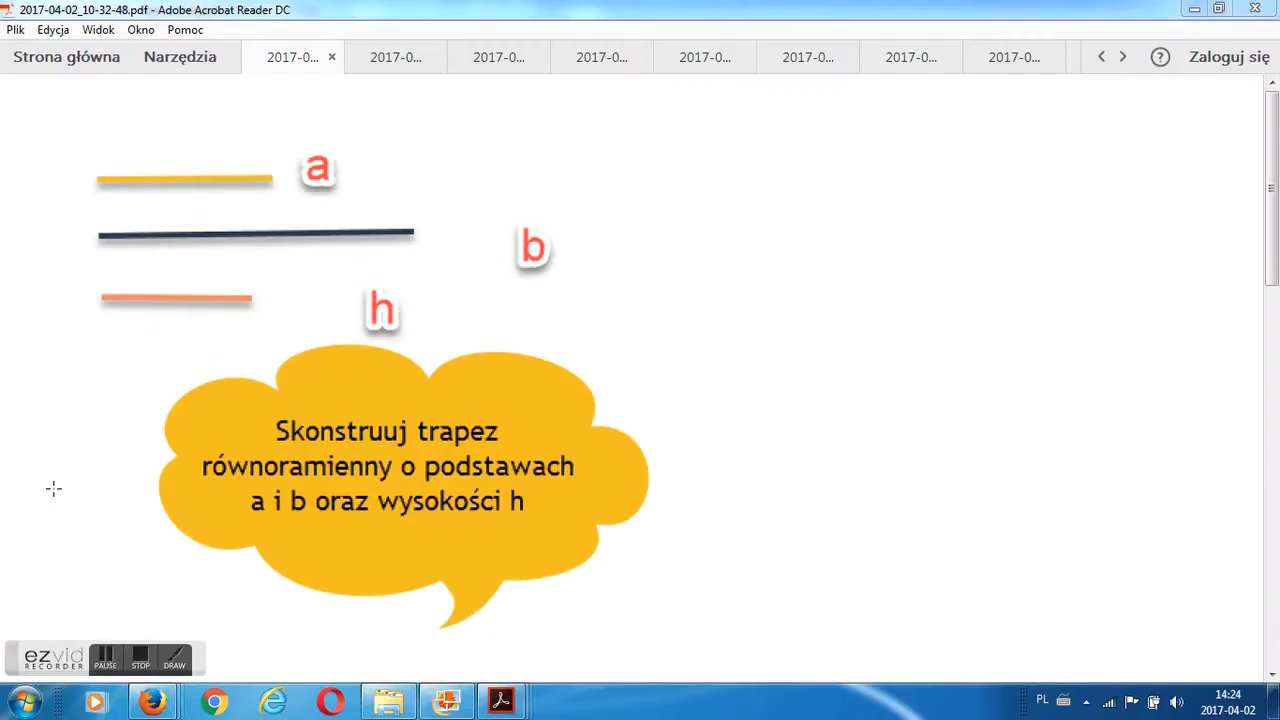 2017-04-02_10-32-48.pdf - Adobe Acrobat Reader DC
Plik Edycja Widok Okno Pomoc
Strona główna Narzędzia 2017-0... × 2017-0... 2017-0... 2017-0... 2017-0... 2017-0... 2017-0... 2017-0... ? Zaloguj się
a
b
h
Skonstruuj trapez
równoramienny o podstawach
a i b oraz wysokości h
ezvid
RECORDER
PAUSE STOP DRAW
PL 14:24
2017-04-02